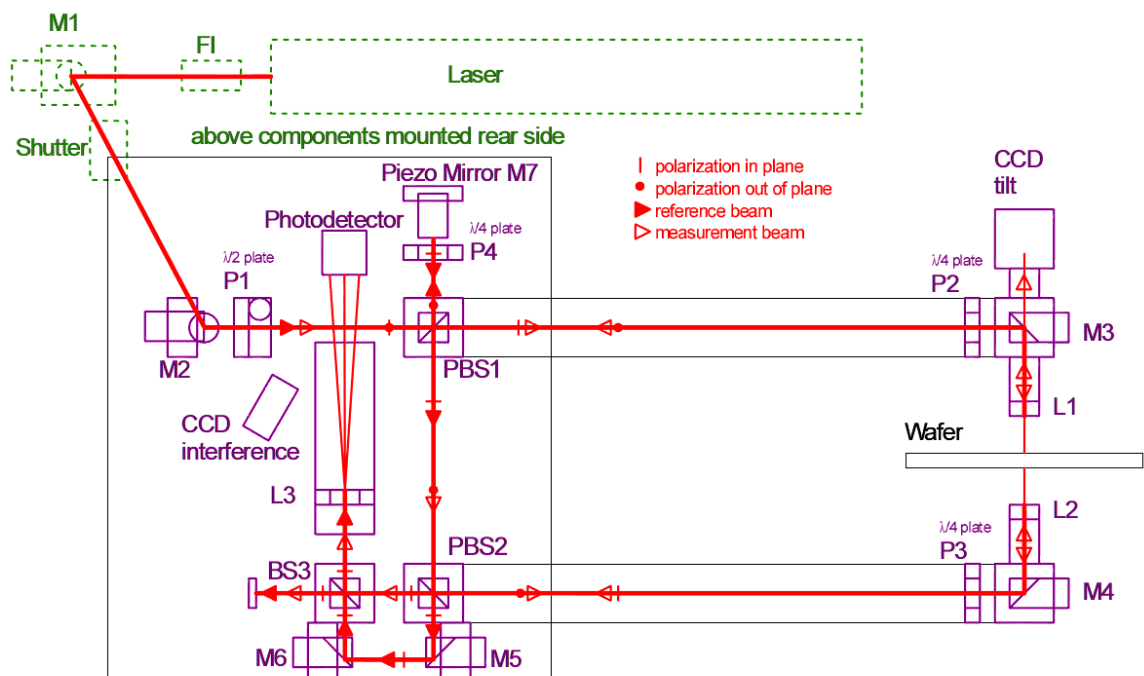 M1
FI
Laser
Shutter
above components mounted rear side
Piezo Mirror M7
Photodetector
λ/4 plate
P4
λ/2 plate
P1
polarization in plane
polarization out of plane
reference beam
measurement beam
CCD
tilt
λ/4 plate
P2
M2
PBS1
M3
CCD
interference
L1
Wafer
L3
L2
PBS2
λ/4 plate
P3
BS3
M4
M6
M5